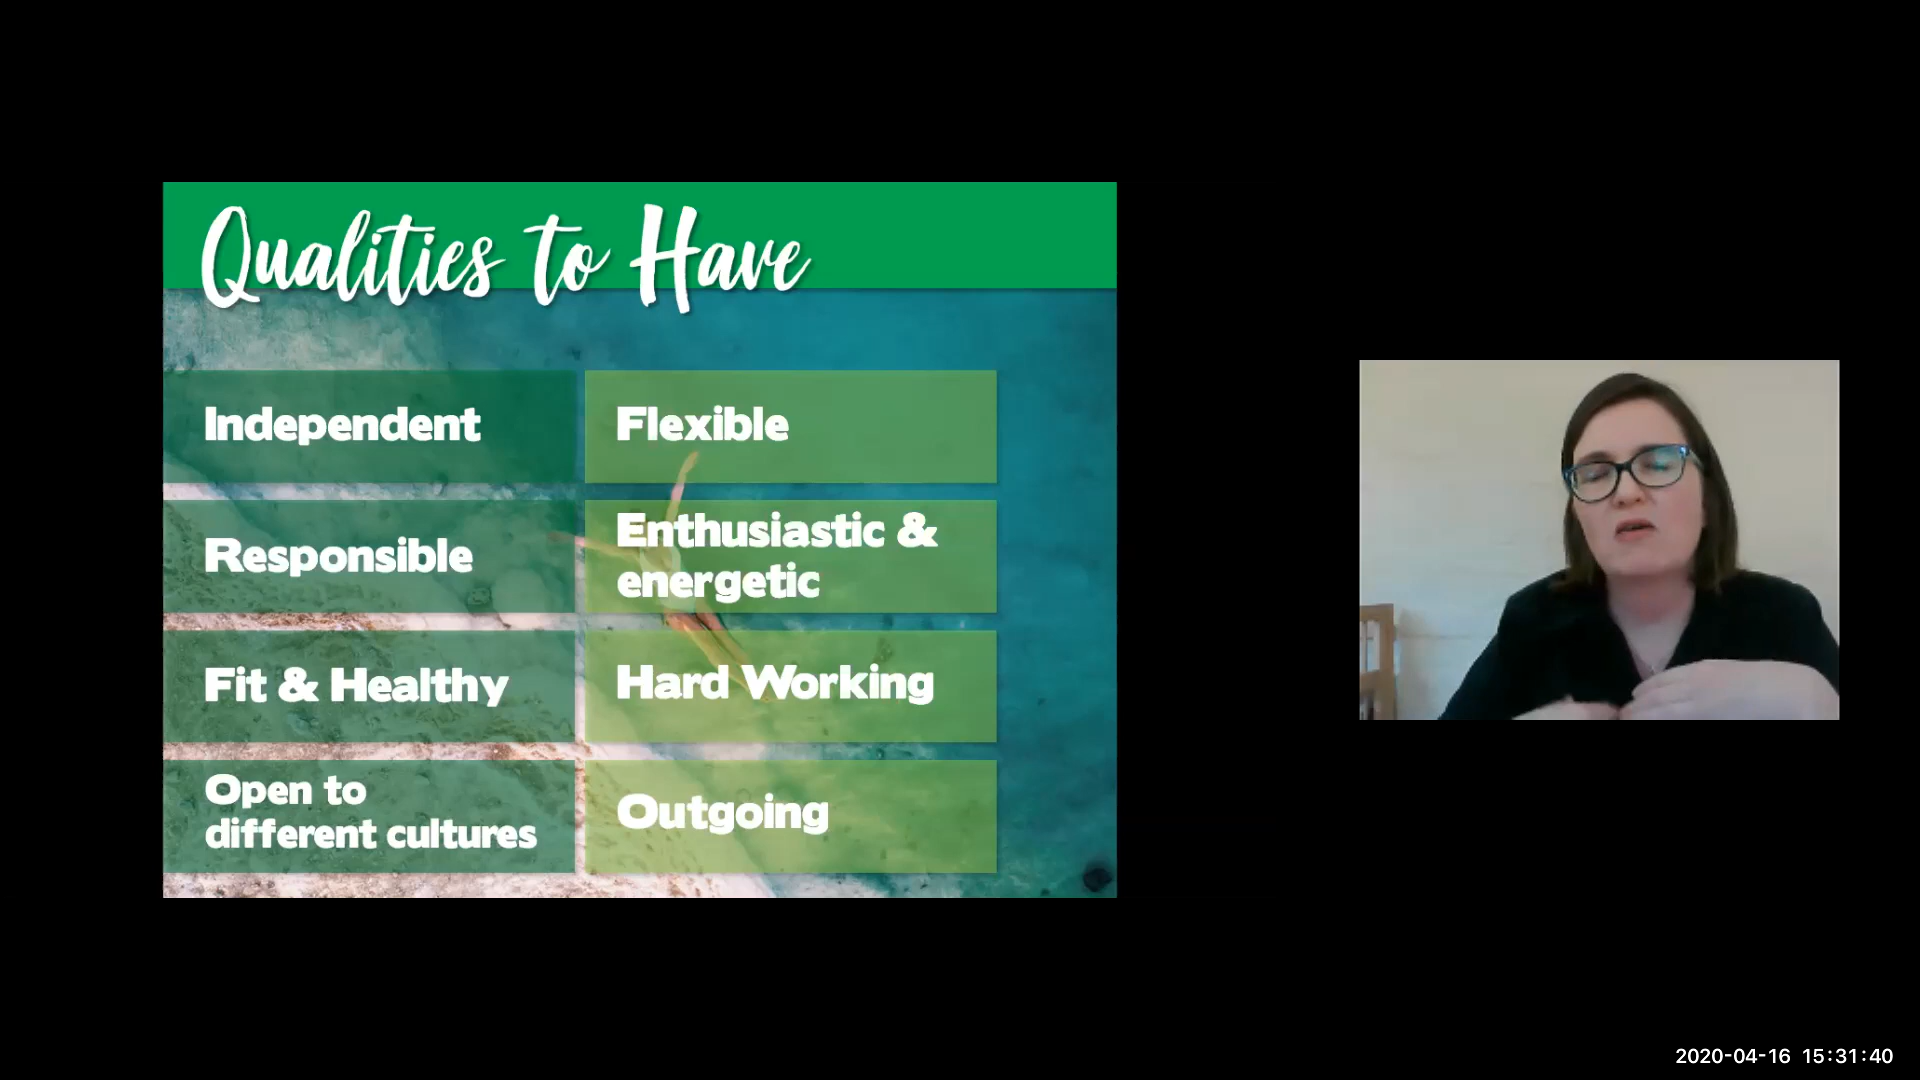 Qualities to Have
Independent
Flexible
Responsible
Enthusiastic &
energetic
Fit & Healthy
Hard Working
Open to
different cultures
Outgoing
2020-04-16 15:31:40